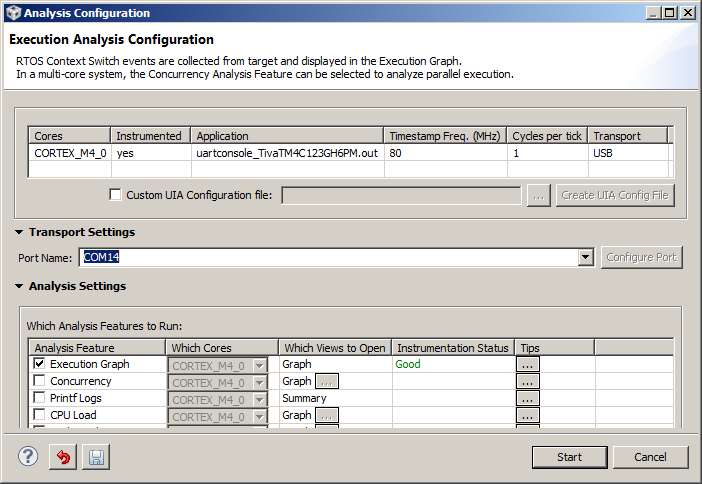 Analysis Configuration
Execution Analysis Configuration
RTOS Context Switch events are collected from target and displayed in the Execution Graph.
In a multi-core system, the Concurrency Analysis Feature can be selected to analyze parallel execution.
Cores Instrumented Application Timestamp Freq. (MHz) Cycles per tick Transport
CORTEX_M4_0 yes uartconsole_TivaTM4C123GH6PM.out 80 1 USB
Custom UIA Configuration file: ... Create UIA Config File
Transport Settings
Port Name: COM14 Configure Port
Analysis Settings
Which Analysis Features to Run:
Analysis Feature Which Cores Which Views to Open Instrumentation Status Tips
Execution Graph CORTEX_M4_0 Graph Good ...
Concurrency CORTEX_M4_0 Graph ... ...
Printf Logs CORTEX_M4_0 Summary ...
CPU Load CORTEX_M4_0 Graph ... ...
? Start Cancel